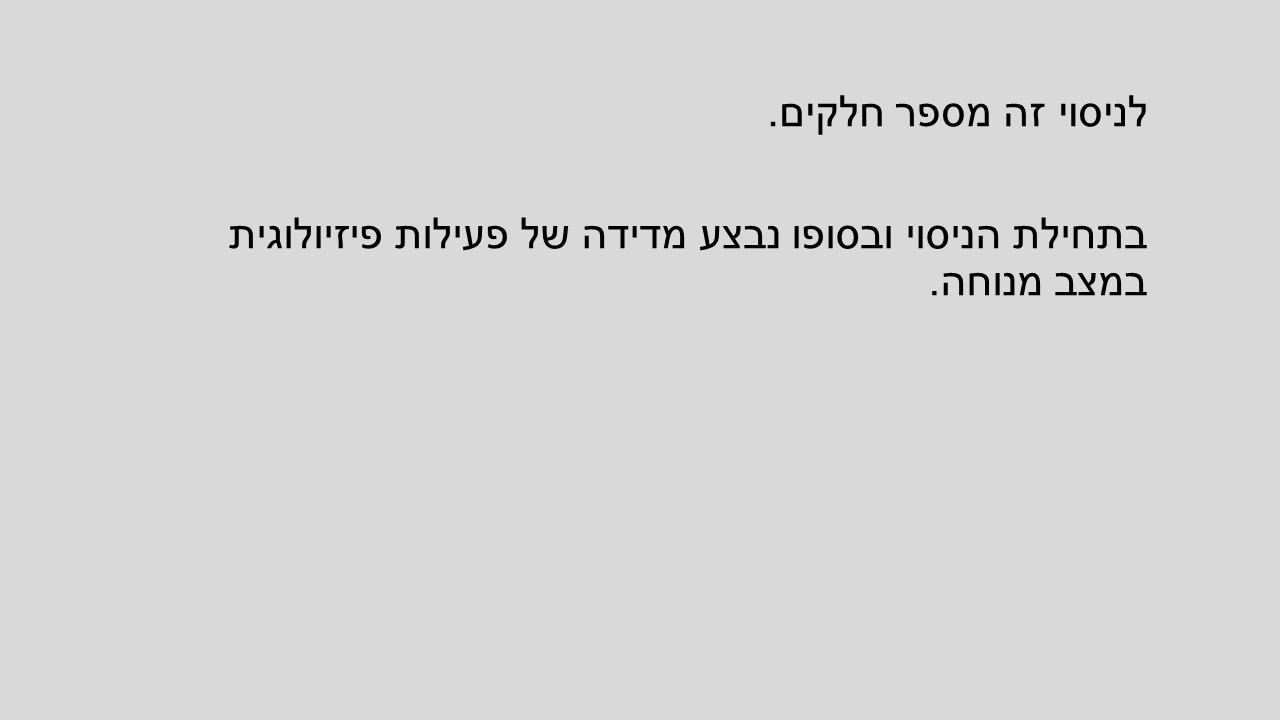 לניסוי זה מספר חלקים.
בתחילת הניסוי ובסופו נבצע מדידה של פעילות פיזיולוגית
במצב מנוחה.